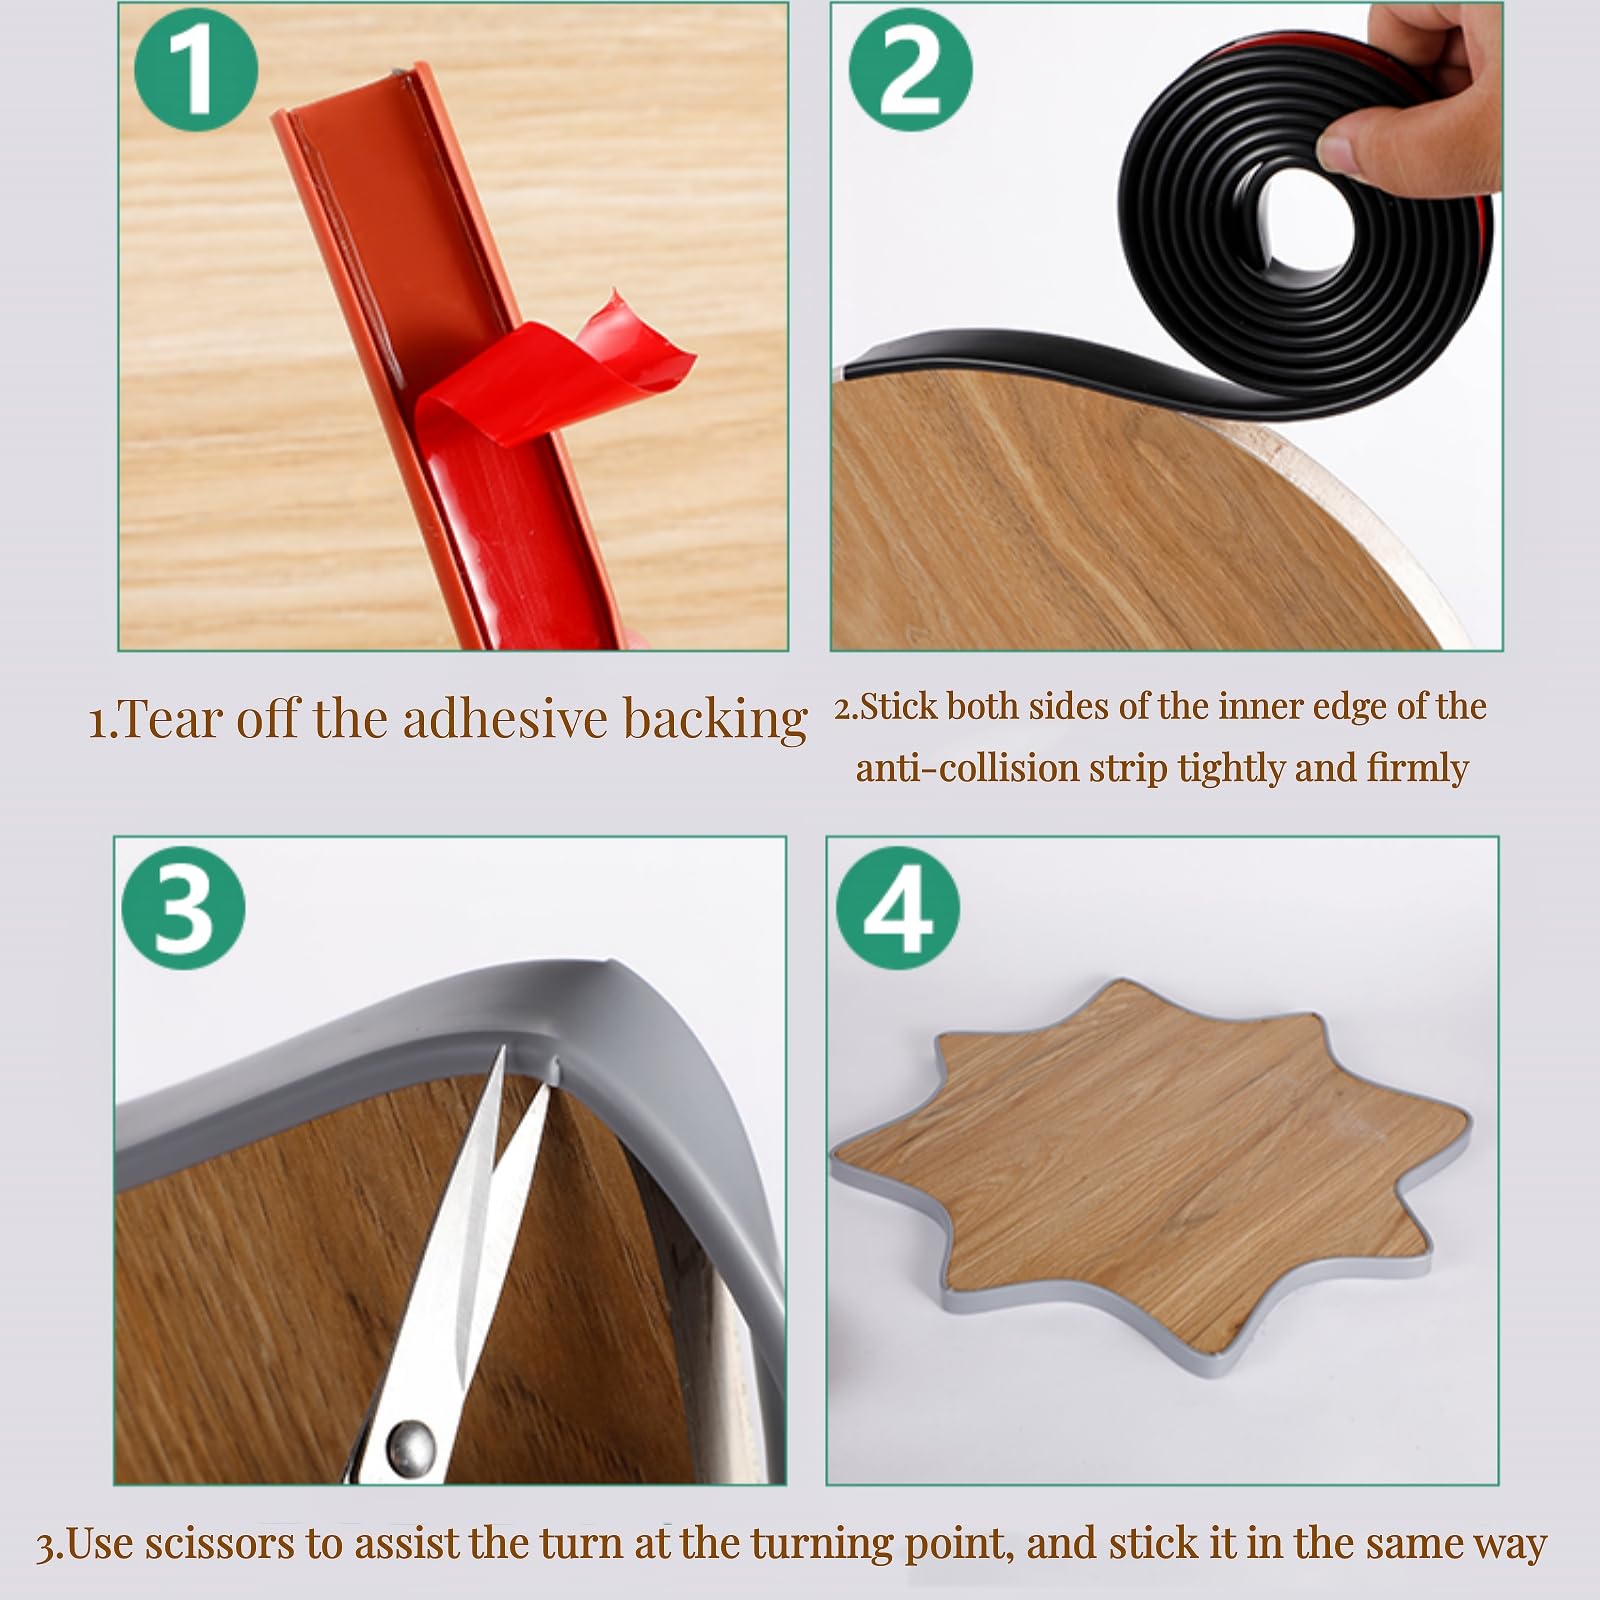 1
2
1.Tear off the adhesive backing
2.Stick both sides of the inner edge of the
anti-collision strip tightly and firmly
3
4
3.Use scissors to assist the turn at the turning point, and stick it in the same way